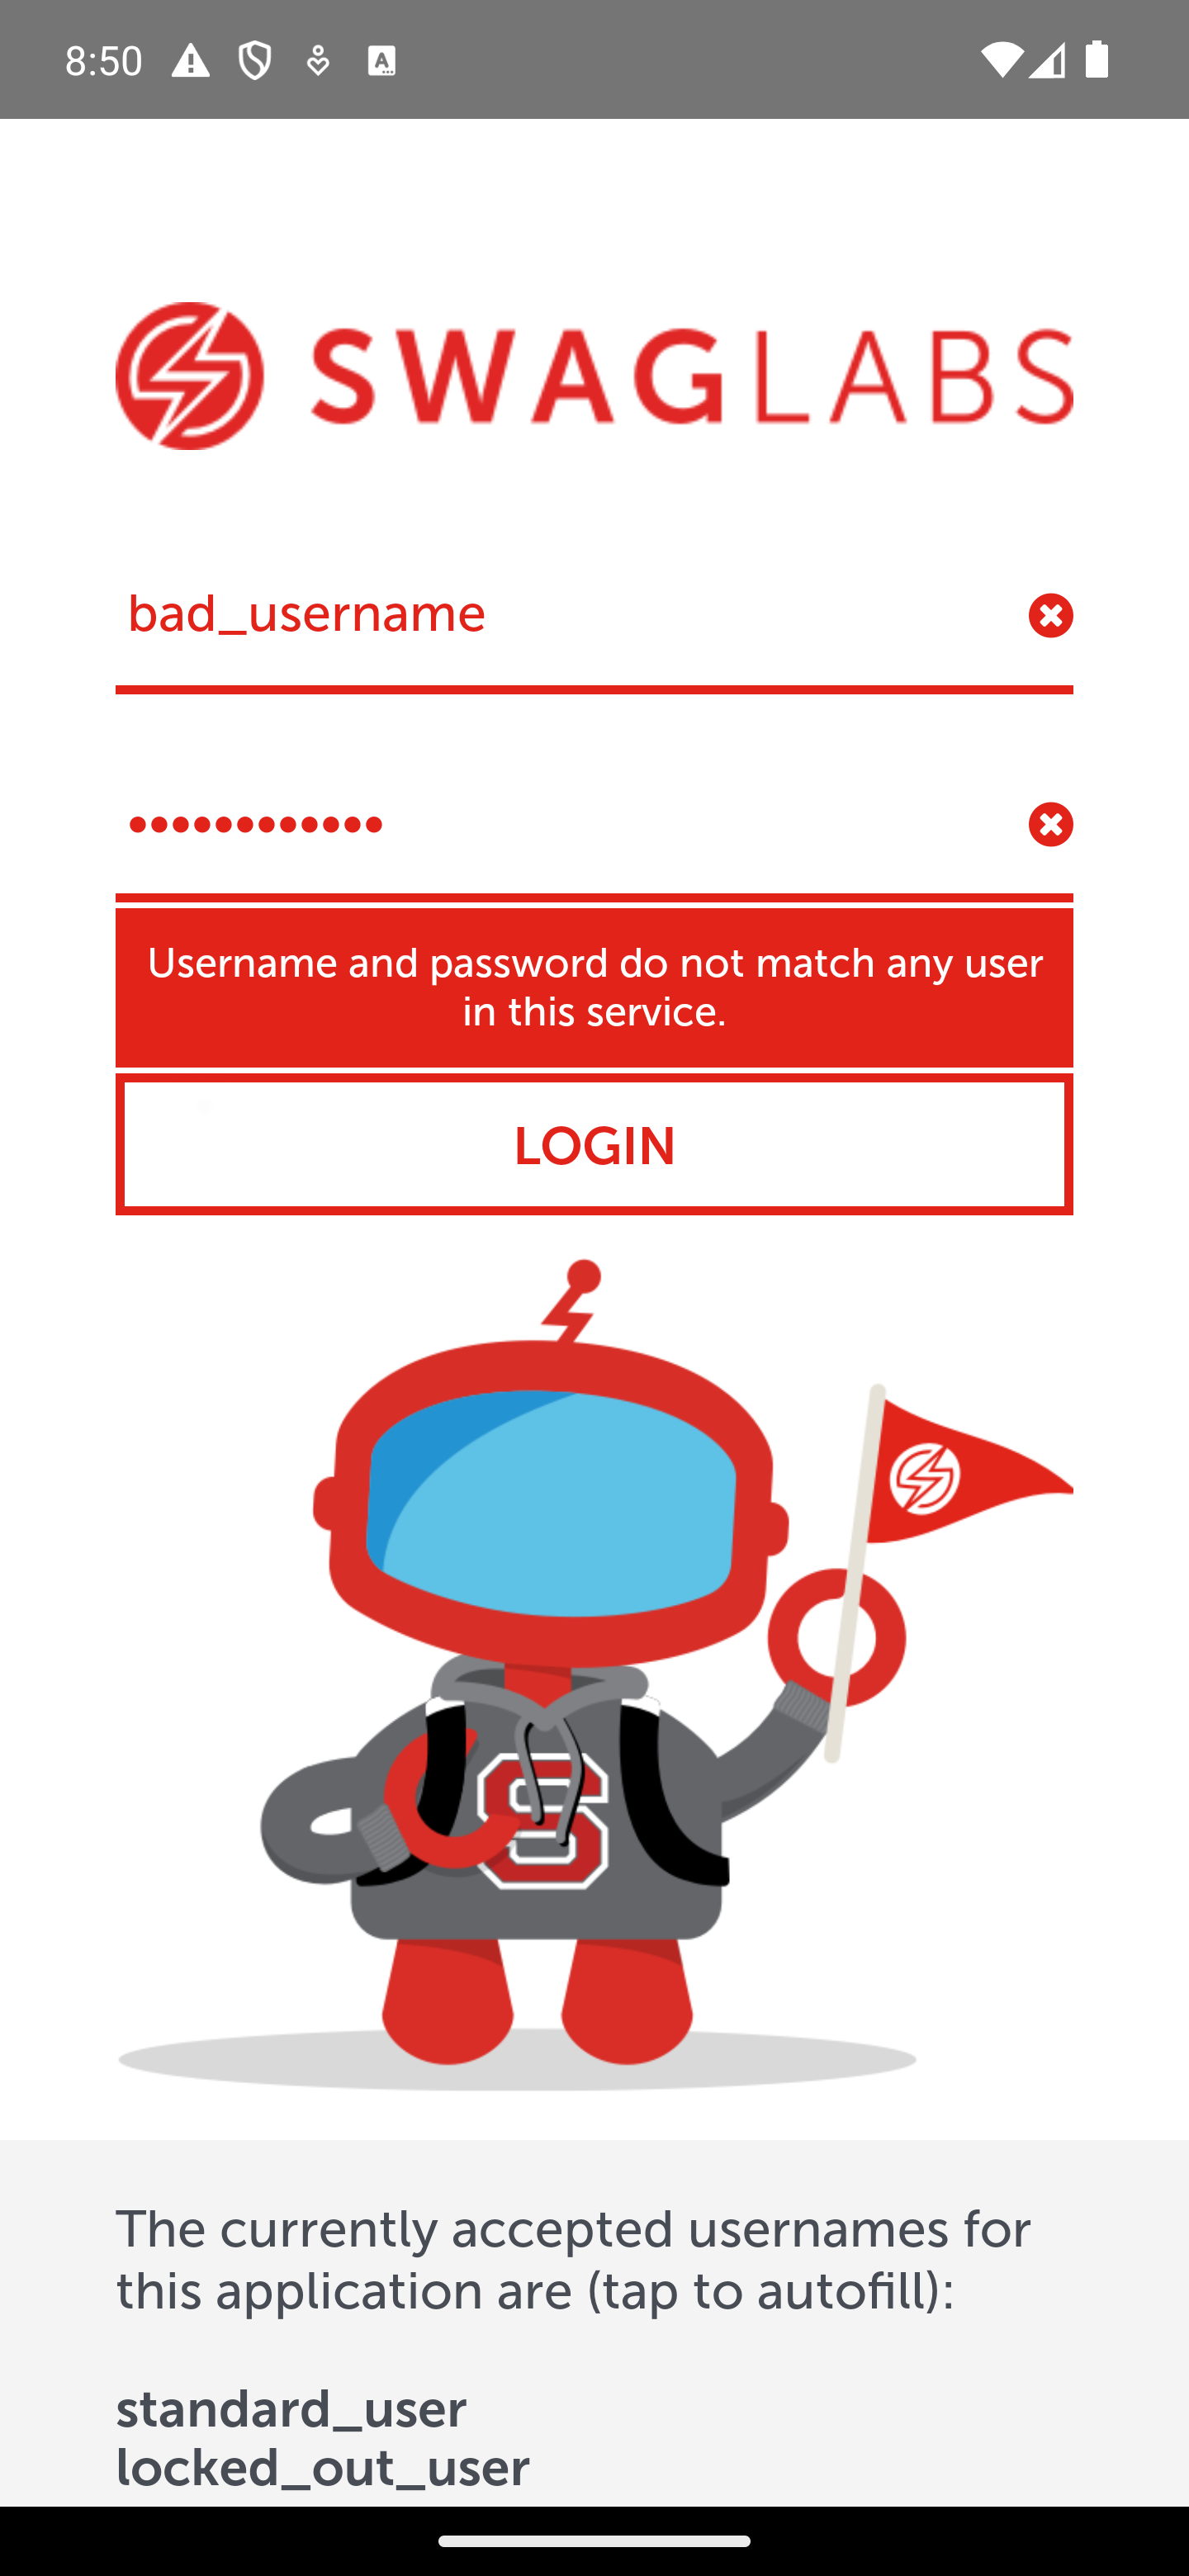 8:50
SWAGLABS
bad_username
••••••••••••
Username and password do not match any user
in this service.
LOGIN
S
The currently accepted usernames for
this application are (tap to autofill):
standard_user
locked_out_user